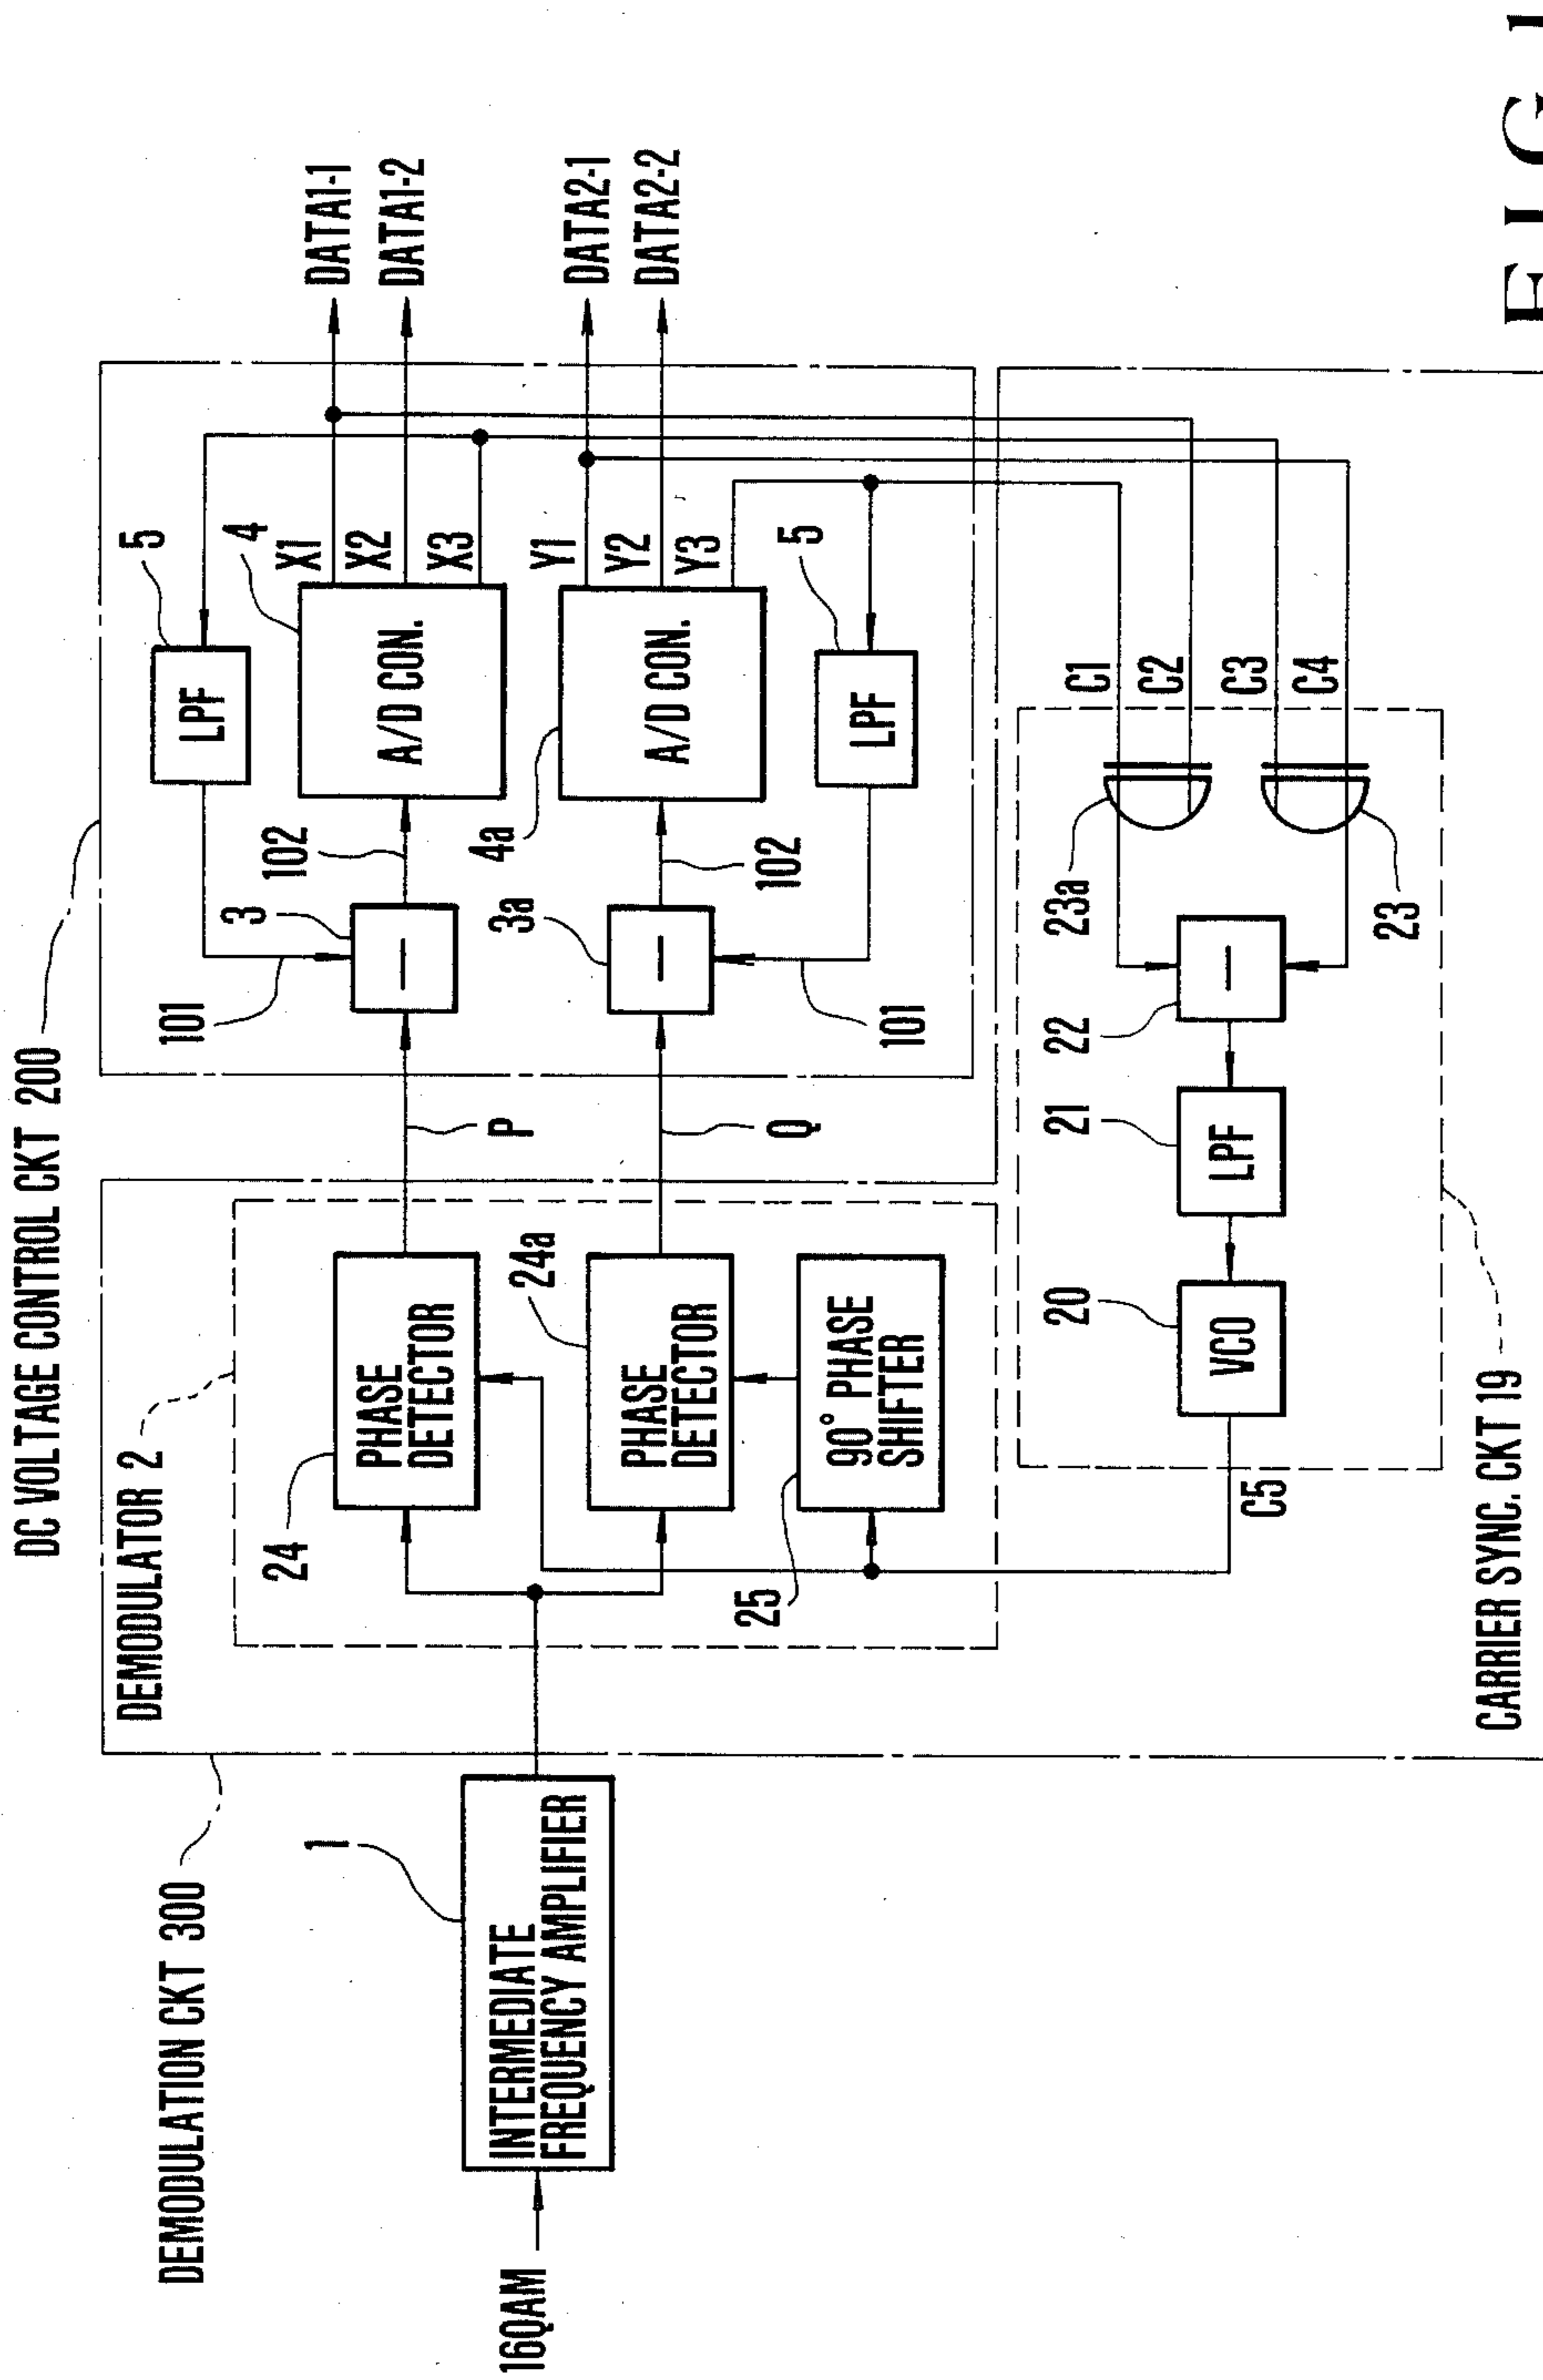 DC VOLTAGE CONTROL CKT 200
DEMODULATION CKT 300
DEMODULATOR 2
16QAM
1
INTERMEDIATE
FREQUENCY AMPLIFIER
24
PHASE
DETECTOR
24a
PHASE
DETECTOR
25
90° PHASE
SHIFTER
P
Q
101
3
−
102
5
LPF
4
A/D CON.
X1
X2
X3
DATA1-1
DATA1-2
3a
−
101
102
4a
A/D CON.
Y1
Y2
Y3
5
LPF
DATA2-1
DATA2-2
C5
20
VCO
21
LPF
22
−
23a
23
C1
C2
C3
C4
CARRIER SYNC. CKT 19
FIG.1